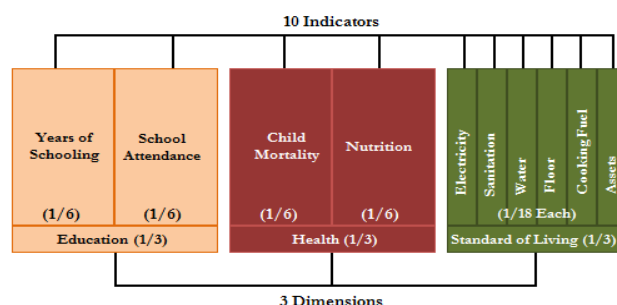 10 Indicators
Years of
Schooling
(1/6)
School
Attendance
(1/6)
Education (1/3)
Child
Mortality
(1/6)
Nutrition
(1/6)
Health (1/3)
Electricity
Sanitation
Water
Floor
Cooking Fuel
Assets
(1/18 Each)
Standard of Living (1/3)
3 Dimensions